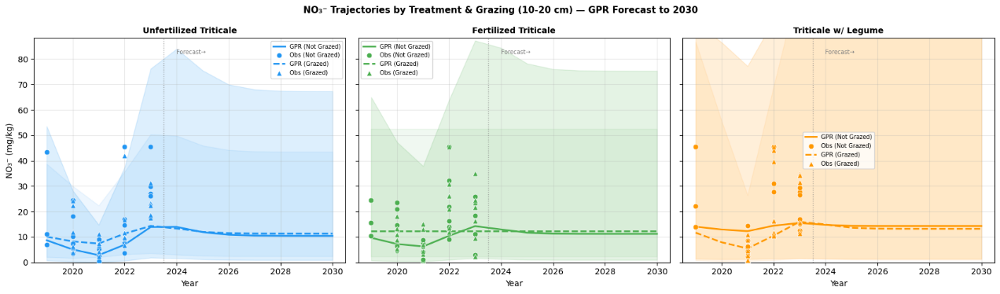 NO₃⁻ Trajectories by Treatment & Grazing (10-20 cm) — GPR Forecast to 2030
Unfertilized Triticale
Fertilized Triticale
Triticale w/ Legume
NO₃⁻ (mg/kg)
80
70
60
50
40
30
20
10
0
Forecast→
GPR (Not Grazed)
Obs (Not Grazed)
GPR (Grazed)
Obs (Grazed)
2020
2022
2024
2026
2028
2030
Year
GPR (Not Grazed)
Obs (Not Grazed)
GPR (Grazed)
Obs (Grazed)
Forecast→
2020
2022
2024
2026
2028
2030
Year
Forecast→
GPR (Not Grazed)
Obs (Not Grazed)
GPR (Grazed)
Obs (Grazed)
2020
2022
2024
2026
2028
2030
Year